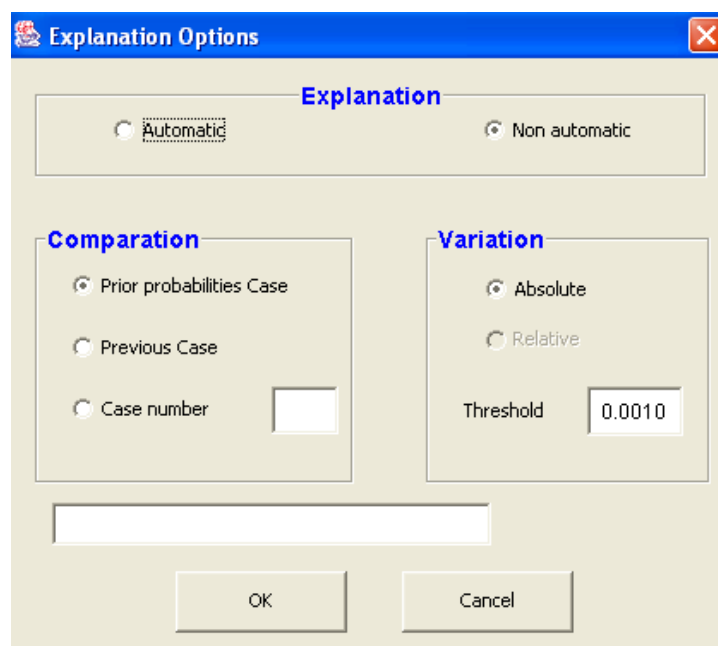 Explanation Options
Explanation
Automatic Non automatic
Comparation
Prior probabilities Case
Previous Case
Case number
Variation
Absolute
Relative
Threshold 0.0010
OK Cancel